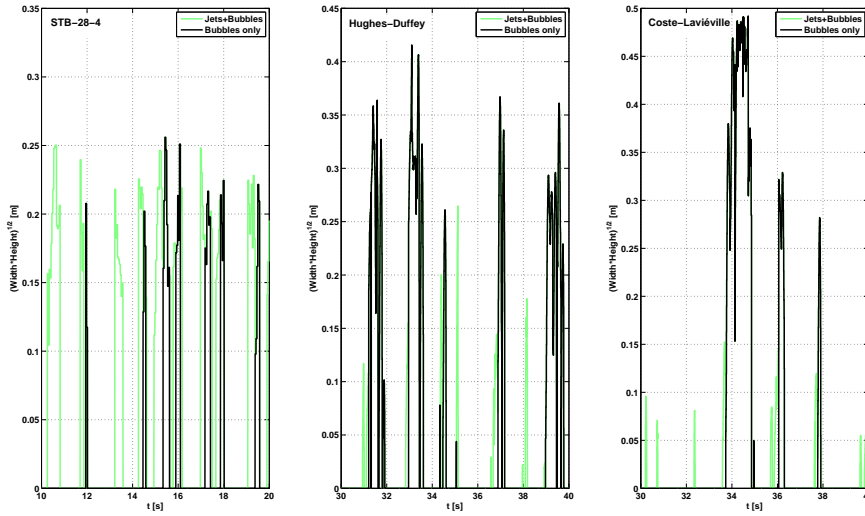 STB−28−4
Jets+Bubbles
Bubbles only
0.35
0.3
0.25
0.2
0.15
0.1
0.05
0
10 12 14 16 18 20
t [s]
(Width*Height)^1/2 [m]
Hughes−Duffey
Jets+Bubbles
Bubbles only
0.45
0.4
0.35
0.3
0.25
0.2
0.15
0.1
0.05
0
30 32 34 36 38 40
t [s]
(Width*Height)^1/2 [m]
Coste−Laviéville
Jets+Bubbles
Bubbles only
0.5
0.45
0.4
0.35
0.3
0.25
0.2
0.15
0.1
0.05
0
30 32 34 36 38 40
t [s]
(Width*Height)^1/2 [m]